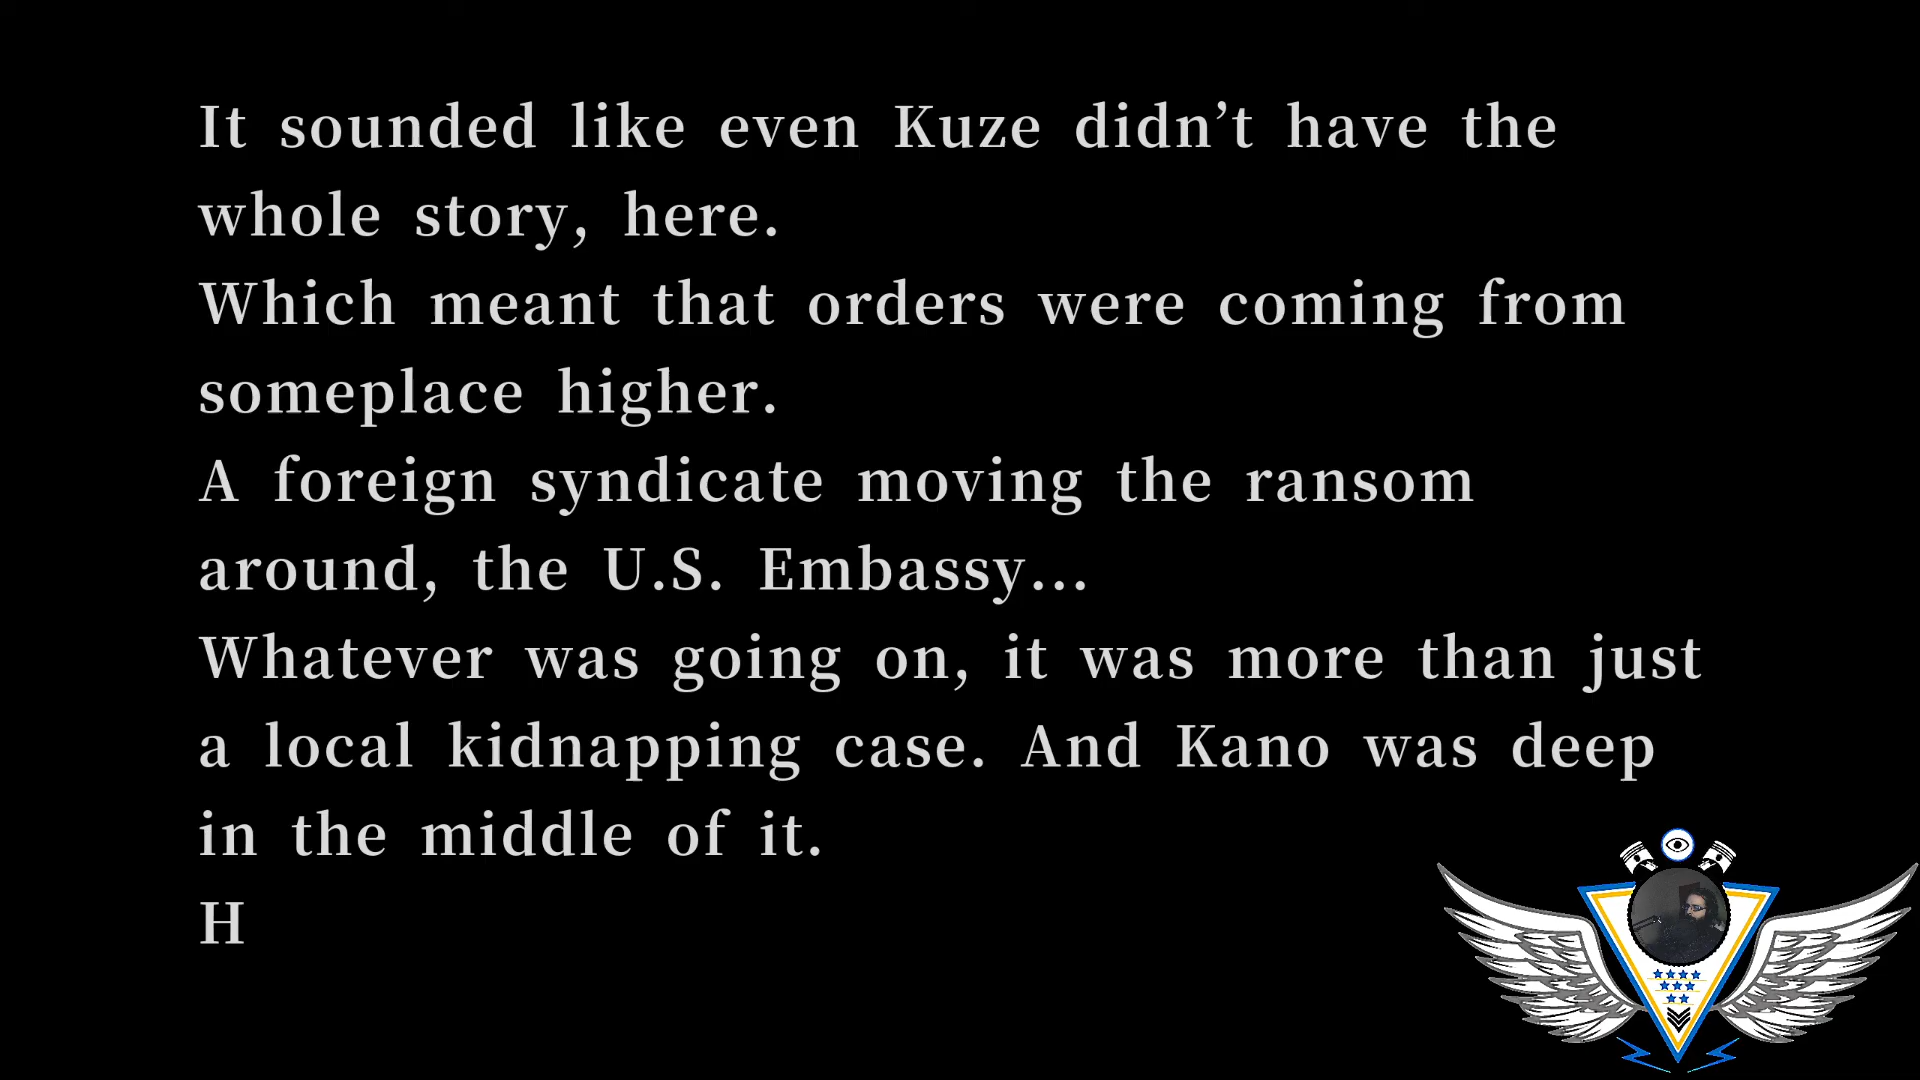 It sounded like even Kuze didn’t have the
whole story, here.
Which meant that orders were coming from
someplace higher.
A foreign syndicate moving the ransom
around, the U.S. Embassy...
Whatever was going on, it was more than just
a local kidnapping case. And Kano was deep
in the middle of it.
H